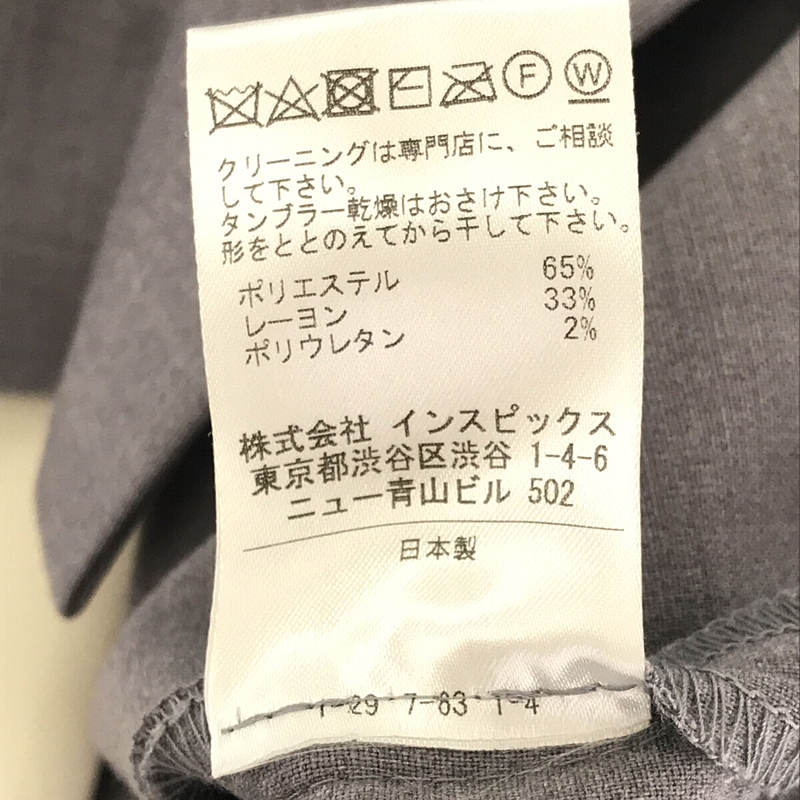 F W
クリーニングは専門店に、ご相談
して下さい。
タンブラー乾燥はおさけ下さい。
形をととのえてから干して下さい。
ポリエステル 65%
レーヨン 33%
ポリウレタン 2%
株式会社 インスピックス
東京都渋谷区渋谷 1-4-6
ニュー青山ビル 502
日本製
1-29 7-83 1-4